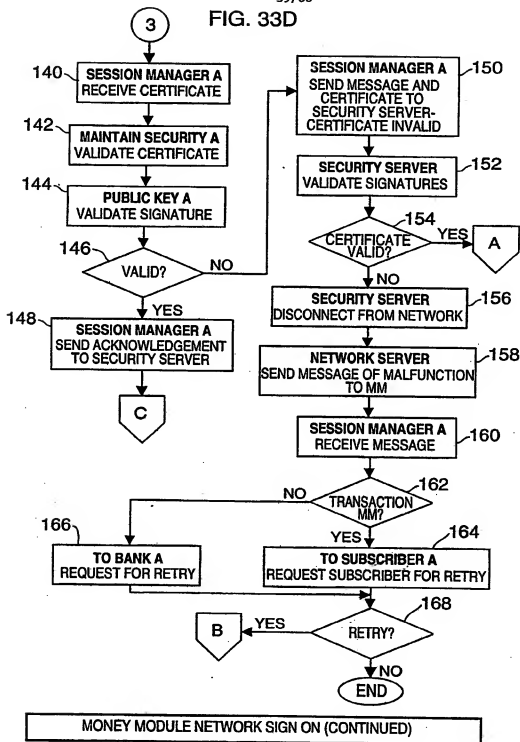 FIG. 33D
3
140
SESSION MANAGER A
RECEIVE CERTIFICATE
142
MAINTAIN SECURITY A
VALIDATE CERTIFICATE
144
PUBLIC KEY A
VALIDATE SIGNATURE
146
VALID?
NO
YES
148
SESSION MANAGER A
SEND ACKNOWLEDGEMENT
TO SECURITY SERVER
C
150
SESSION MANAGER A
SEND MESSAGE AND
CERTIFICATE TO
SECURITY SERVER-
CERTIFICATE INVALID
152
SECURITY SERVER
VALIDATE SIGNATURES
154
CERTIFICATE
VALID?
YES
A
NO
156
SECURITY SERVER
DISCONNECT FROM NETWORK
158
NETWORK SERVER
SEND MESSAGE OF MALFUNCTION
TO MM
160
SESSION MANAGER A
RECEIVE MESSAGE
162
TRANSACTION
MM?
NO
YES
166
TO BANK A
REQUEST FOR RETRY
164
TO SUBSCRIBER A
REQUEST SUBSCRIBER FOR RETRY
168
RETRY?
YES
B
NO
END
MONEY MODULE NETWORK SIGN ON (CONTINUED)